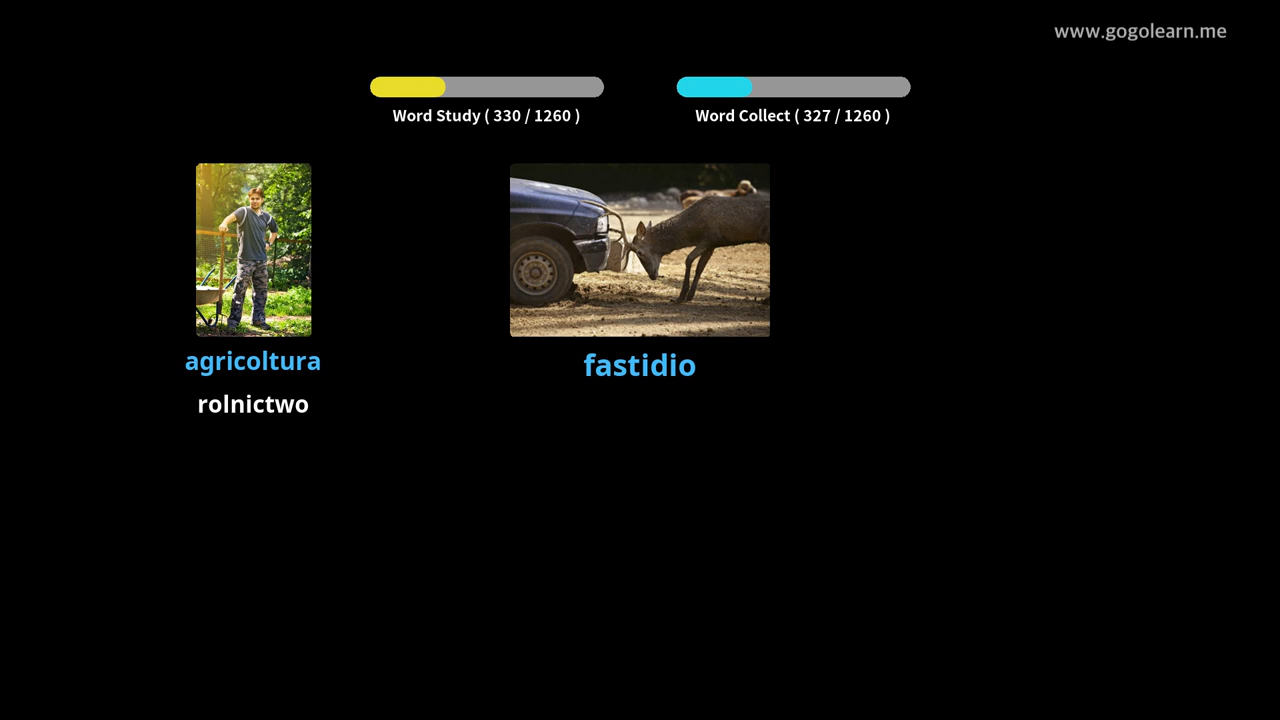 www.gogolearn.me
Word Study ( 330 / 1260 )
Word Collect ( 327 / 1260 )
agricoltura
rolnictwo
fastidio